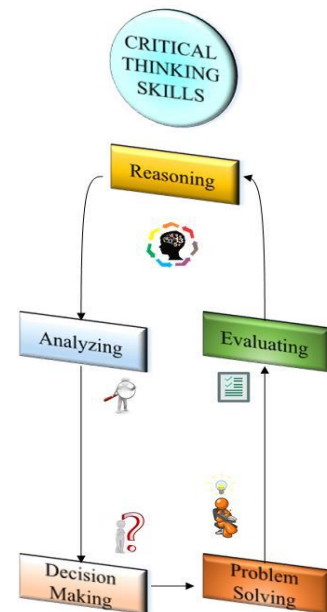 CRITICAL
THINKING
SKILLS
Reasoning
Analyzing
Evaluating
Decision
Making
Problem
Solving